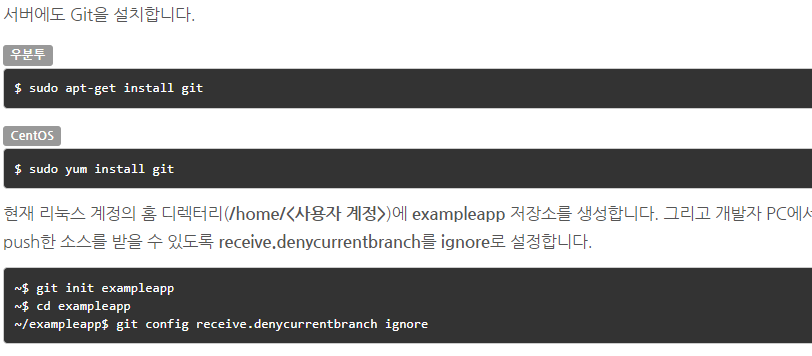 서버에도 Git을 설치합니다.
우분투
$ sudo apt-get install git
CentOS
$ sudo yum install git
현재 리눅스 계정의 홈 디렉터리(/home/<사용자 계정>)에 exampleapp 저장소를 생성합니다. 그리고 개발자 PC에서
push한 소스를 받을 수 있도록 receive.denycurrentbranch를 ignore로 설정합니다.
~$ git init exampleapp
~$ cd exampleapp
~/exampleapp$ git config receive.denycurrentbranch ignore